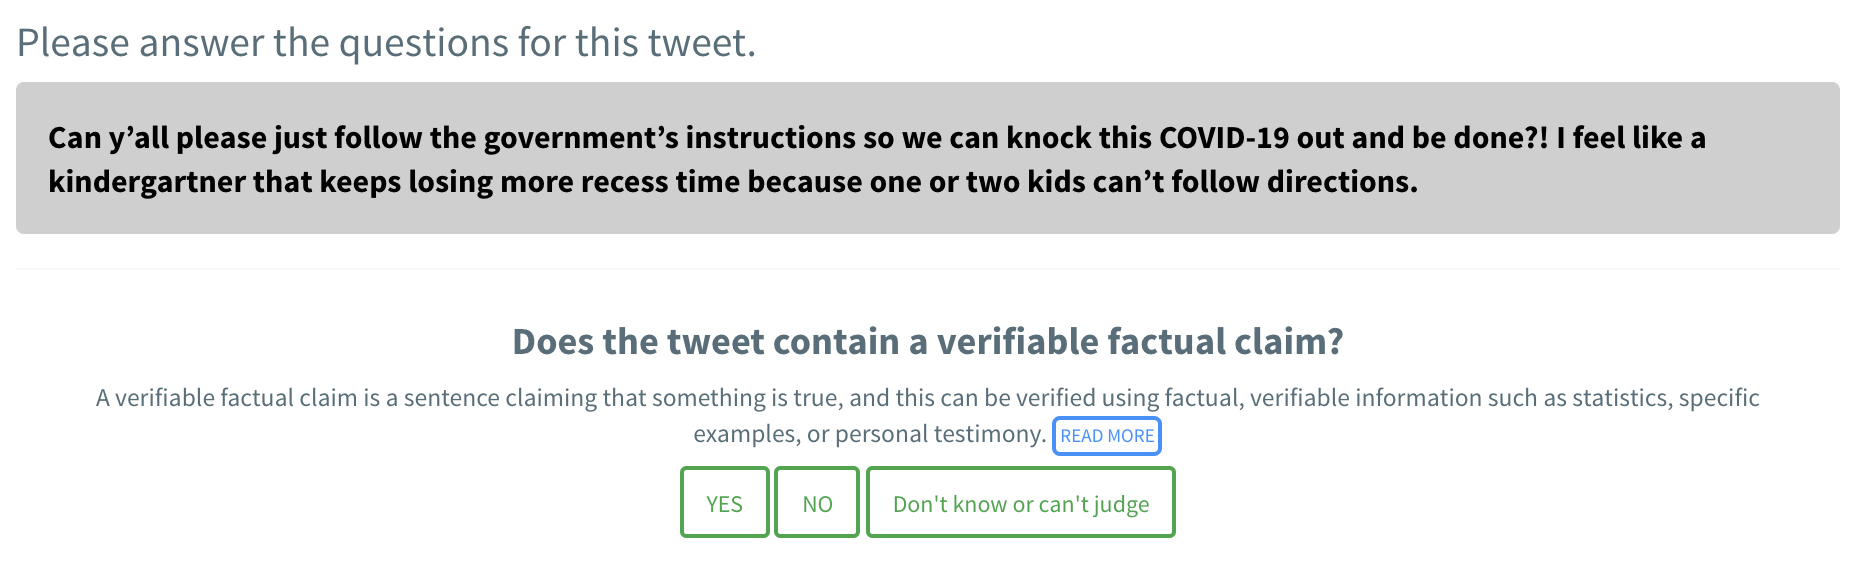 Please answer the questions for this tweet.
Can y’all please just follow the government’s instructions so we can knock this COVID-19 out and be done?! I feel like a
kindergartner that keeps losing more recess time because one or two kids can’t follow directions.
Does the tweet contain a verifiable factual claim?
A verifiable factual claim is a sentence claiming that something is true, and this can be verified using factual, verifiable information such as statistics, specific
examples, or personal testimony. READ MORE
YES NO Don't know or can't judge